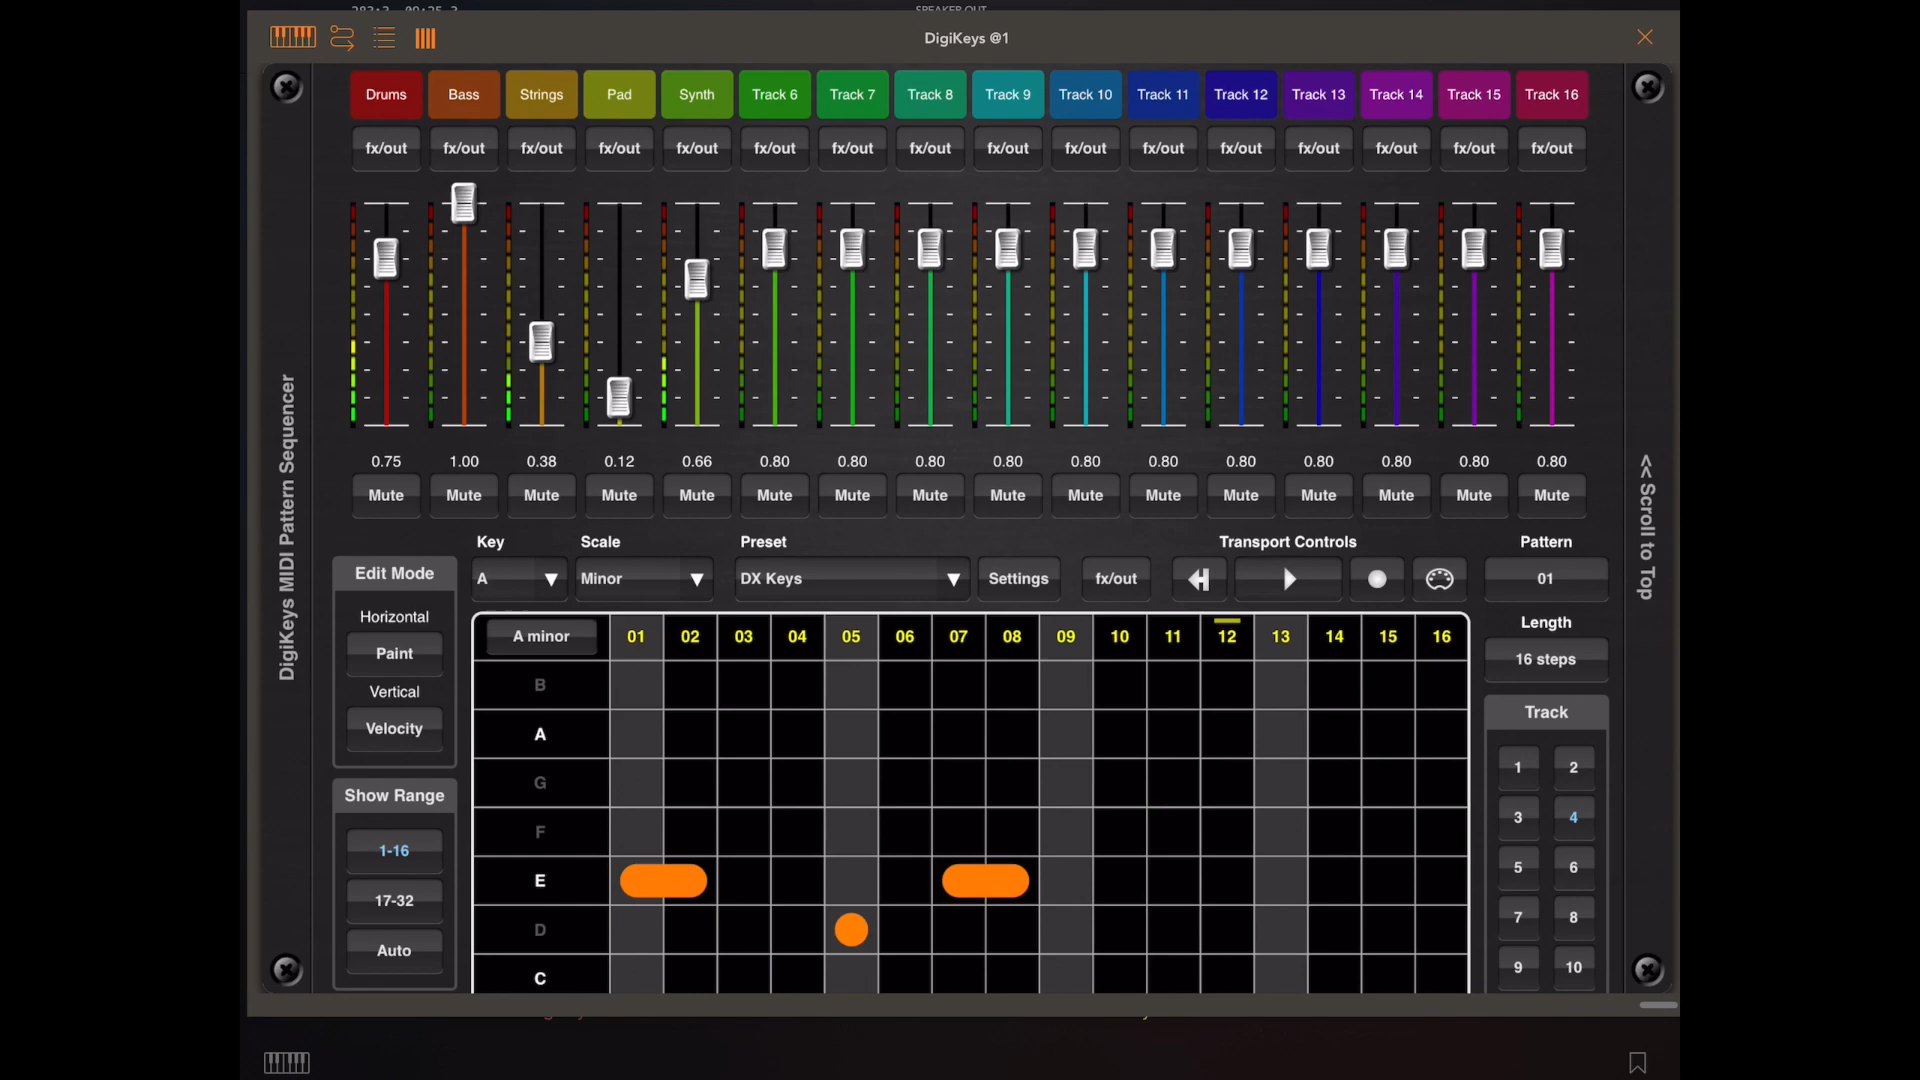 SPEAKER OUT
DigiKeys @1
Drums Bass Strings Pad Synth Track 6 Track 7 Track 8 Track 9 Track 10 Track 11 Track 12 Track 13 Track 14 Track 15 Track 16
fx/out fx/out fx/out fx/out fx/out fx/out fx/out fx/out fx/out fx/out fx/out fx/out fx/out fx/out fx/out fx/out
0.75 1.00 0.38 0.12 0.66 0.80 0.80 0.80 0.80 0.80 0.80 0.80 0.80 0.80 0.80 0.80
Mute Mute Mute Mute Mute Mute Mute Mute Mute Mute Mute Mute Mute Mute Mute Mute
DigiKeys MIDI Pattern Sequencer
<< Scroll to Top
Key Scale Preset Transport Controls Pattern
A Minor DX Keys Settings fx/out 01
Edit Mode
Horizontal
Paint
Vertical
Velocity
Show Range
1-16
17-32
Auto
A minor 01 02 03 04 05 06 07 08 09 10 11 12 13 14 15 16
B
A
G
F
E
D
C
Length
16 steps
Track
1 2
3 4
5 6
7 8
9 10